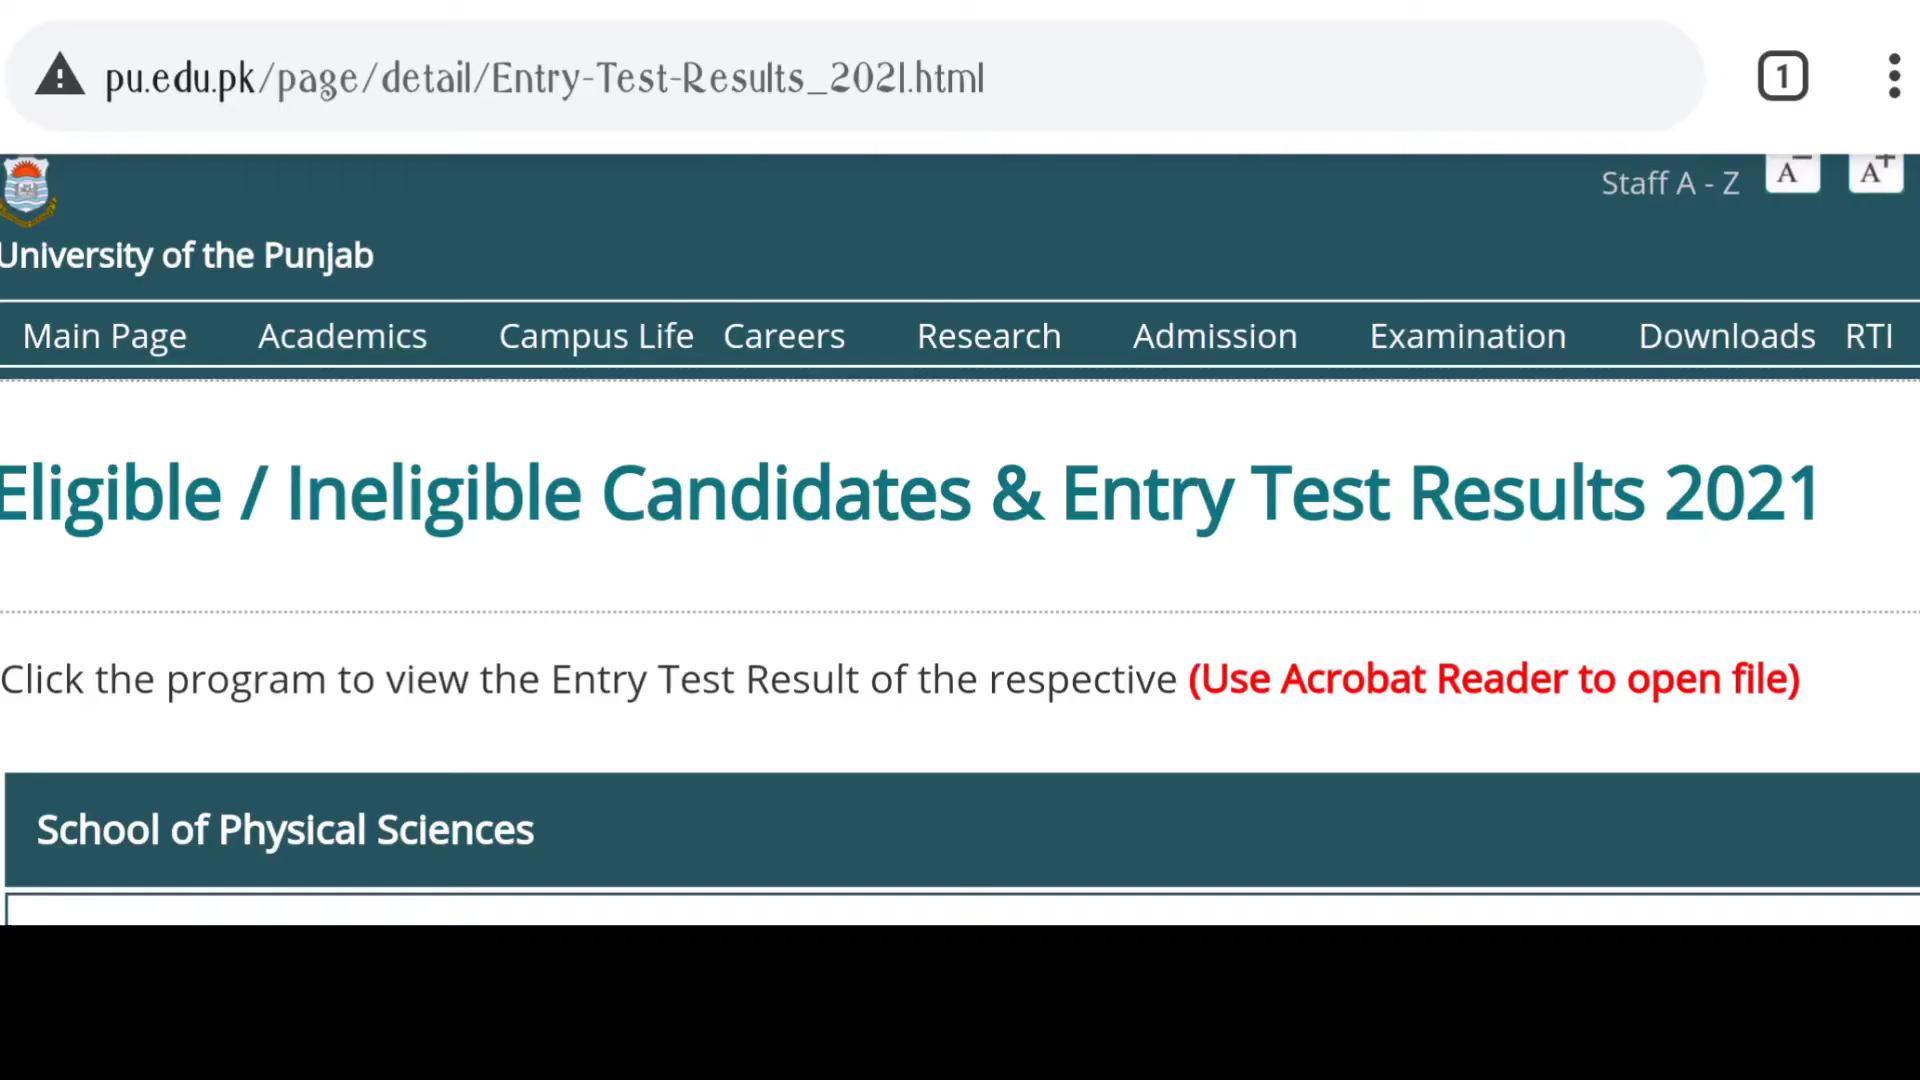 pu.edu.pk/page/detail/Entry-Test-Results_2021.html
1
Staff A - Z
A-
A+
University of the Punjab
Main Page Academics Campus Life Careers Research Admission Examination Downloads RTI
Eligible / Ineligible Candidates & Entry Test Results 2021
Click the program to view the Entry Test Result of the respective (Use Acrobat Reader to open file)
School of Physical Sciences